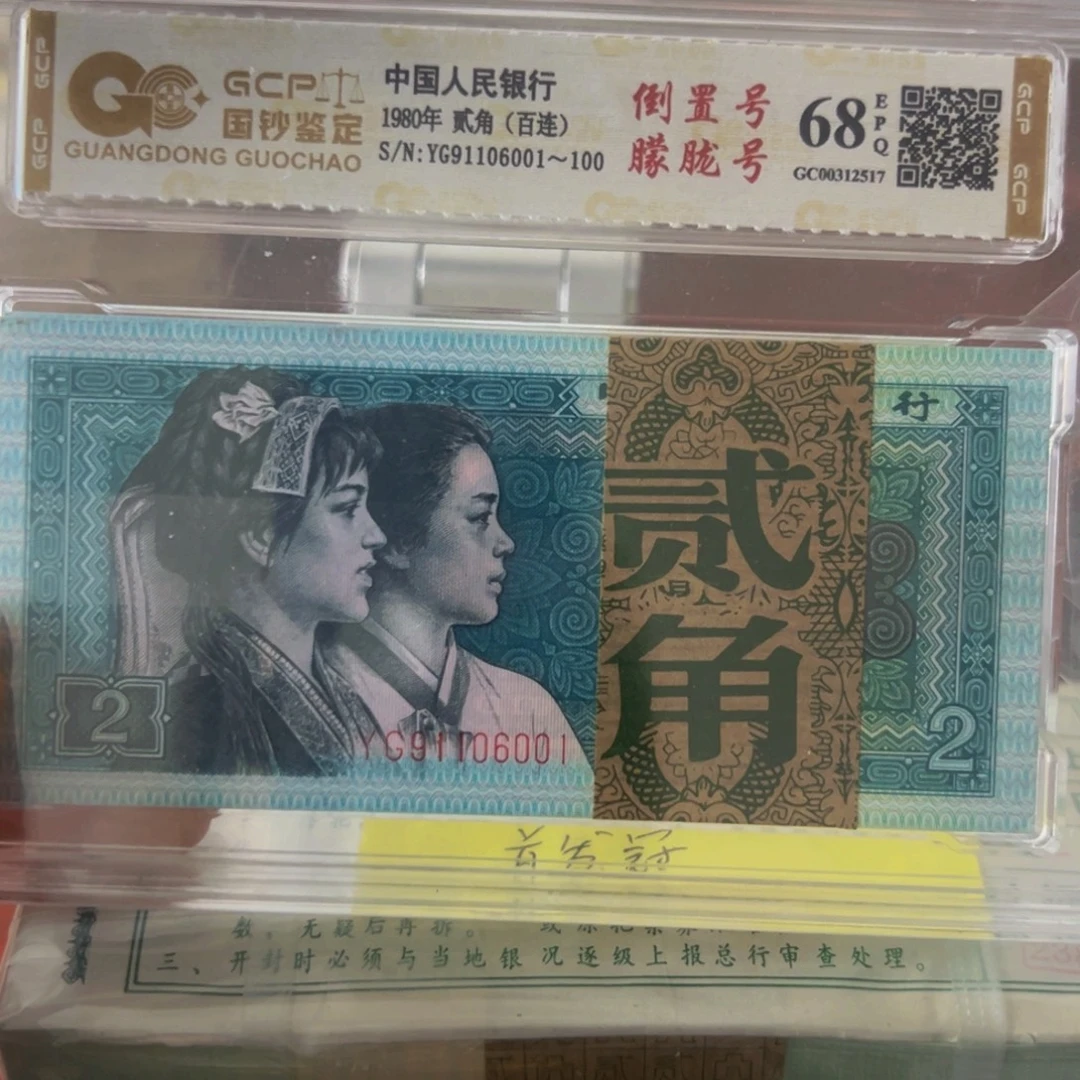 GCP
GCP
GC
GCP
国钞鉴定
GUANGDONG GUOCHAO
中国人民银行
1980年 贰角（百连）
S/N:YG91106001～100
倒置号
朦胧号
68
EPQ
GC00312517
GCP
GCP
行
贰
角
2
YG91106001
2
三、开封时必须与当地银 况逐级上报总行审查处理。